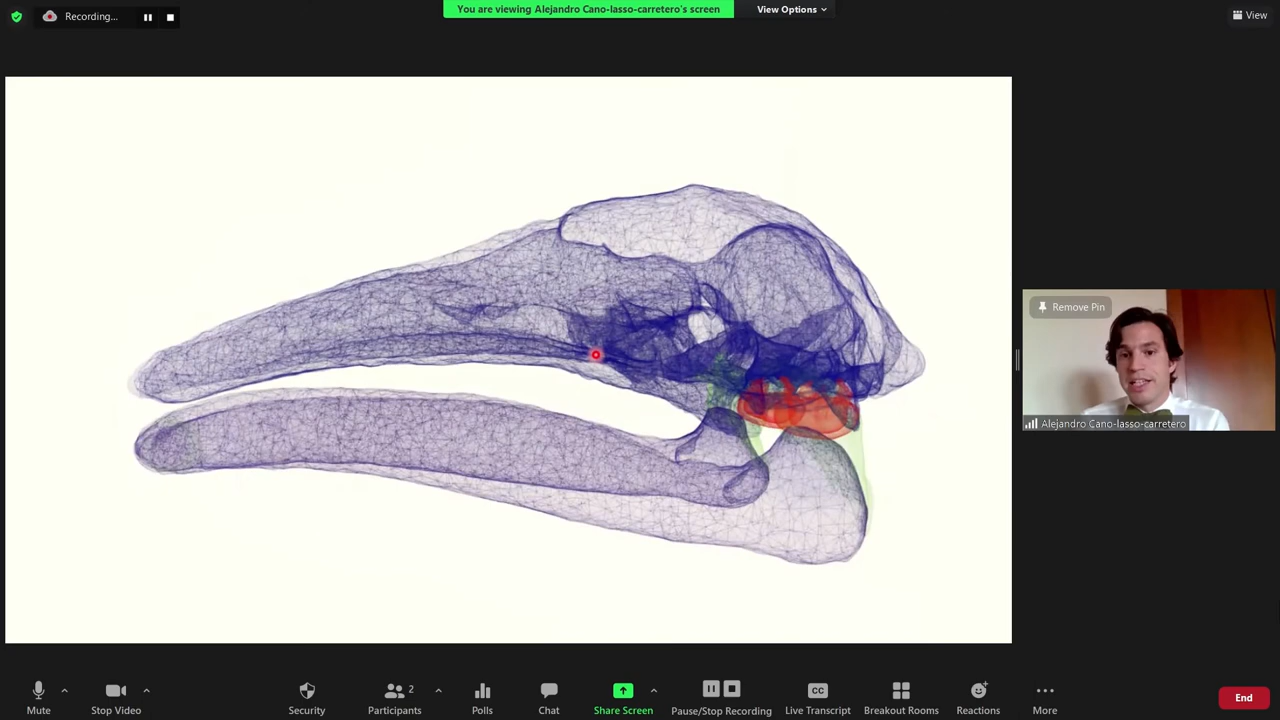 Recording...
You are viewing Alejandro Cano-lasso-carretero's screen
View Options
View
Remove Pin
Alejandro Cano-lasso-carretero
Mute
Stop Video
Security
Participants
2
Polls
Chat
Share Screen
Pause/Stop Recording
CC
Live Transcript
Breakout Rooms
Reactions
More
End